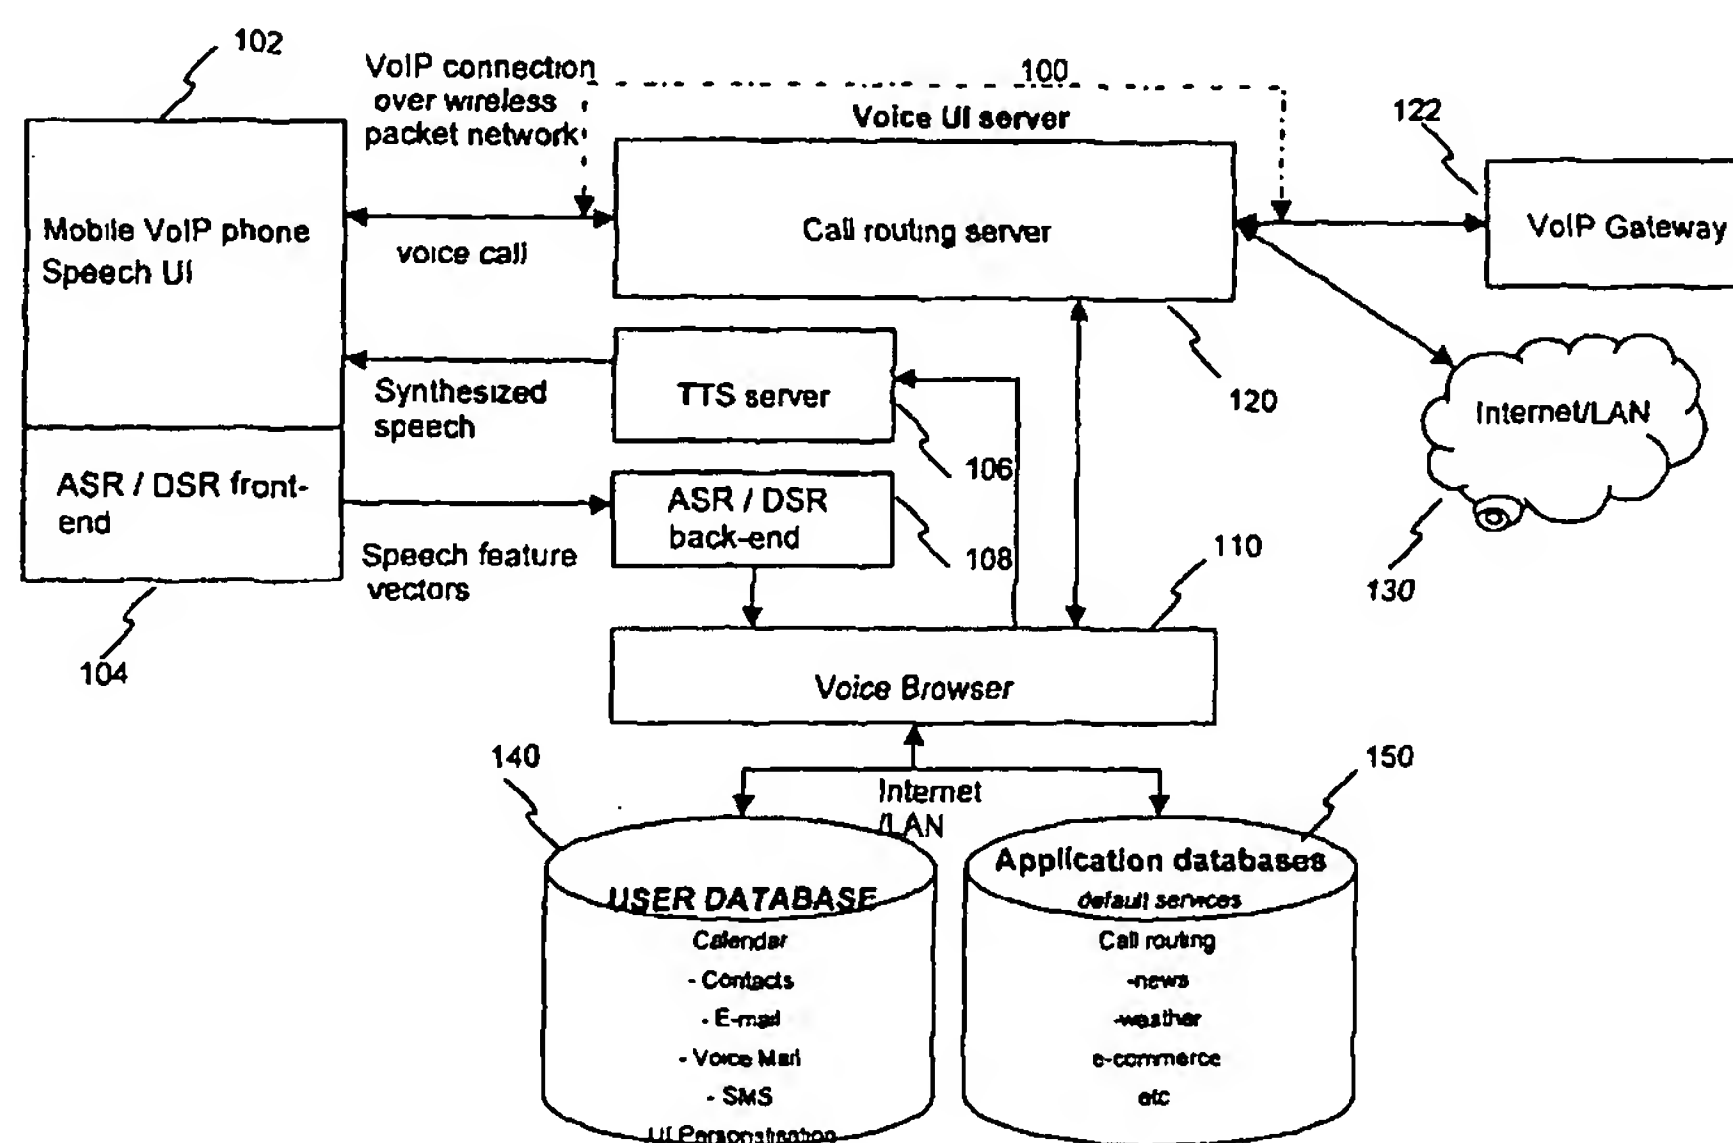 102
VoIP connection
over wireless
packet network
100
Voice UI server
122
Mobile VoIP phone
Speech UI
voice call
Call routing server
VoIP Gateway
Synthesized
speech
TTS server
106
120
Internet/LAN
ASR / DSR front-
end
Speech feature
vectors
ASR / DSR
back-end
108
110
130
104
Voice Browser
140
Internet
/LAN
150
USER DATABASE
Calendar
- Contacts
- E-mail
- Voice Mail
- SMS
UI Personalisation
Application databases
default services
Call routing
-news
-weather
e-commerce
etc